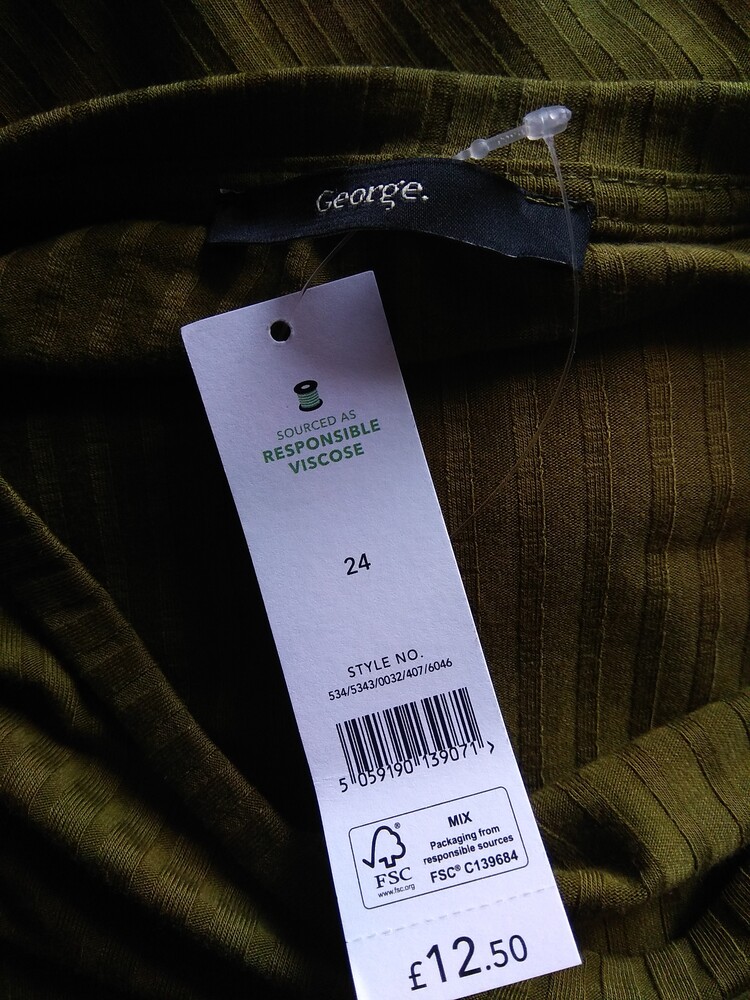 George.
SOURCED AS
RESPONSIBLE
VISCOSE
24
STYLE NO.
534/5343/0032/407/6046
5 059190 139071 >
MIX
Packaging from
responsible sources
FSC® C139684
®
FSC
www.fsc.org
£12.50